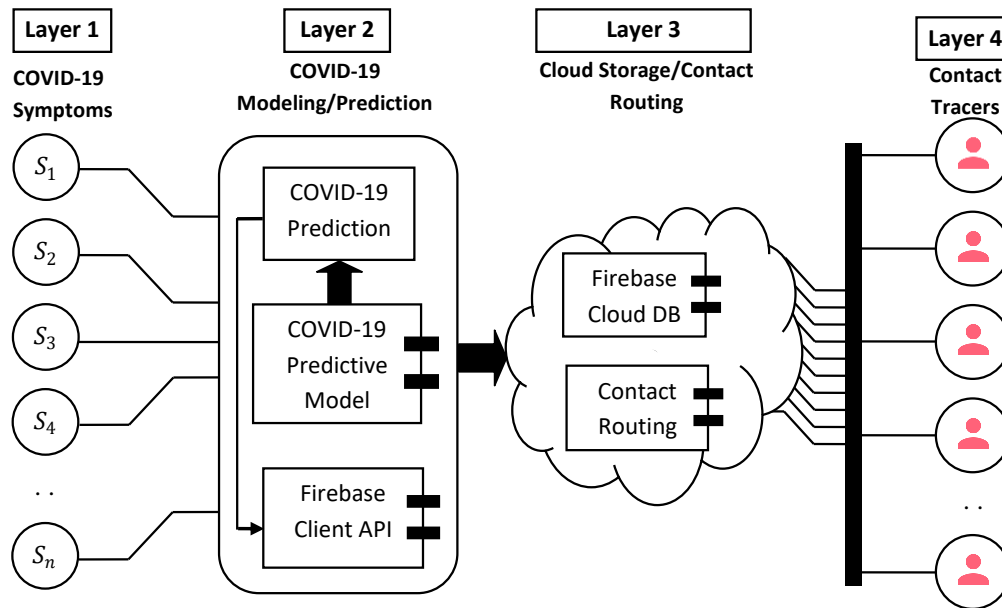 Layer 1
COVID-19
Symptoms
S₁
S₂
S₃
S₄
. .
Sₙ
Layer 2
COVID-19
Modeling/Prediction
COVID-19
Prediction
COVID-19
Predictive
Model
Firebase
Client API
Layer 3
Cloud Storage/Contact
Routing
Firebase
Cloud DB
Contact
Routing
Layer 4
Contact
Tracers
. .